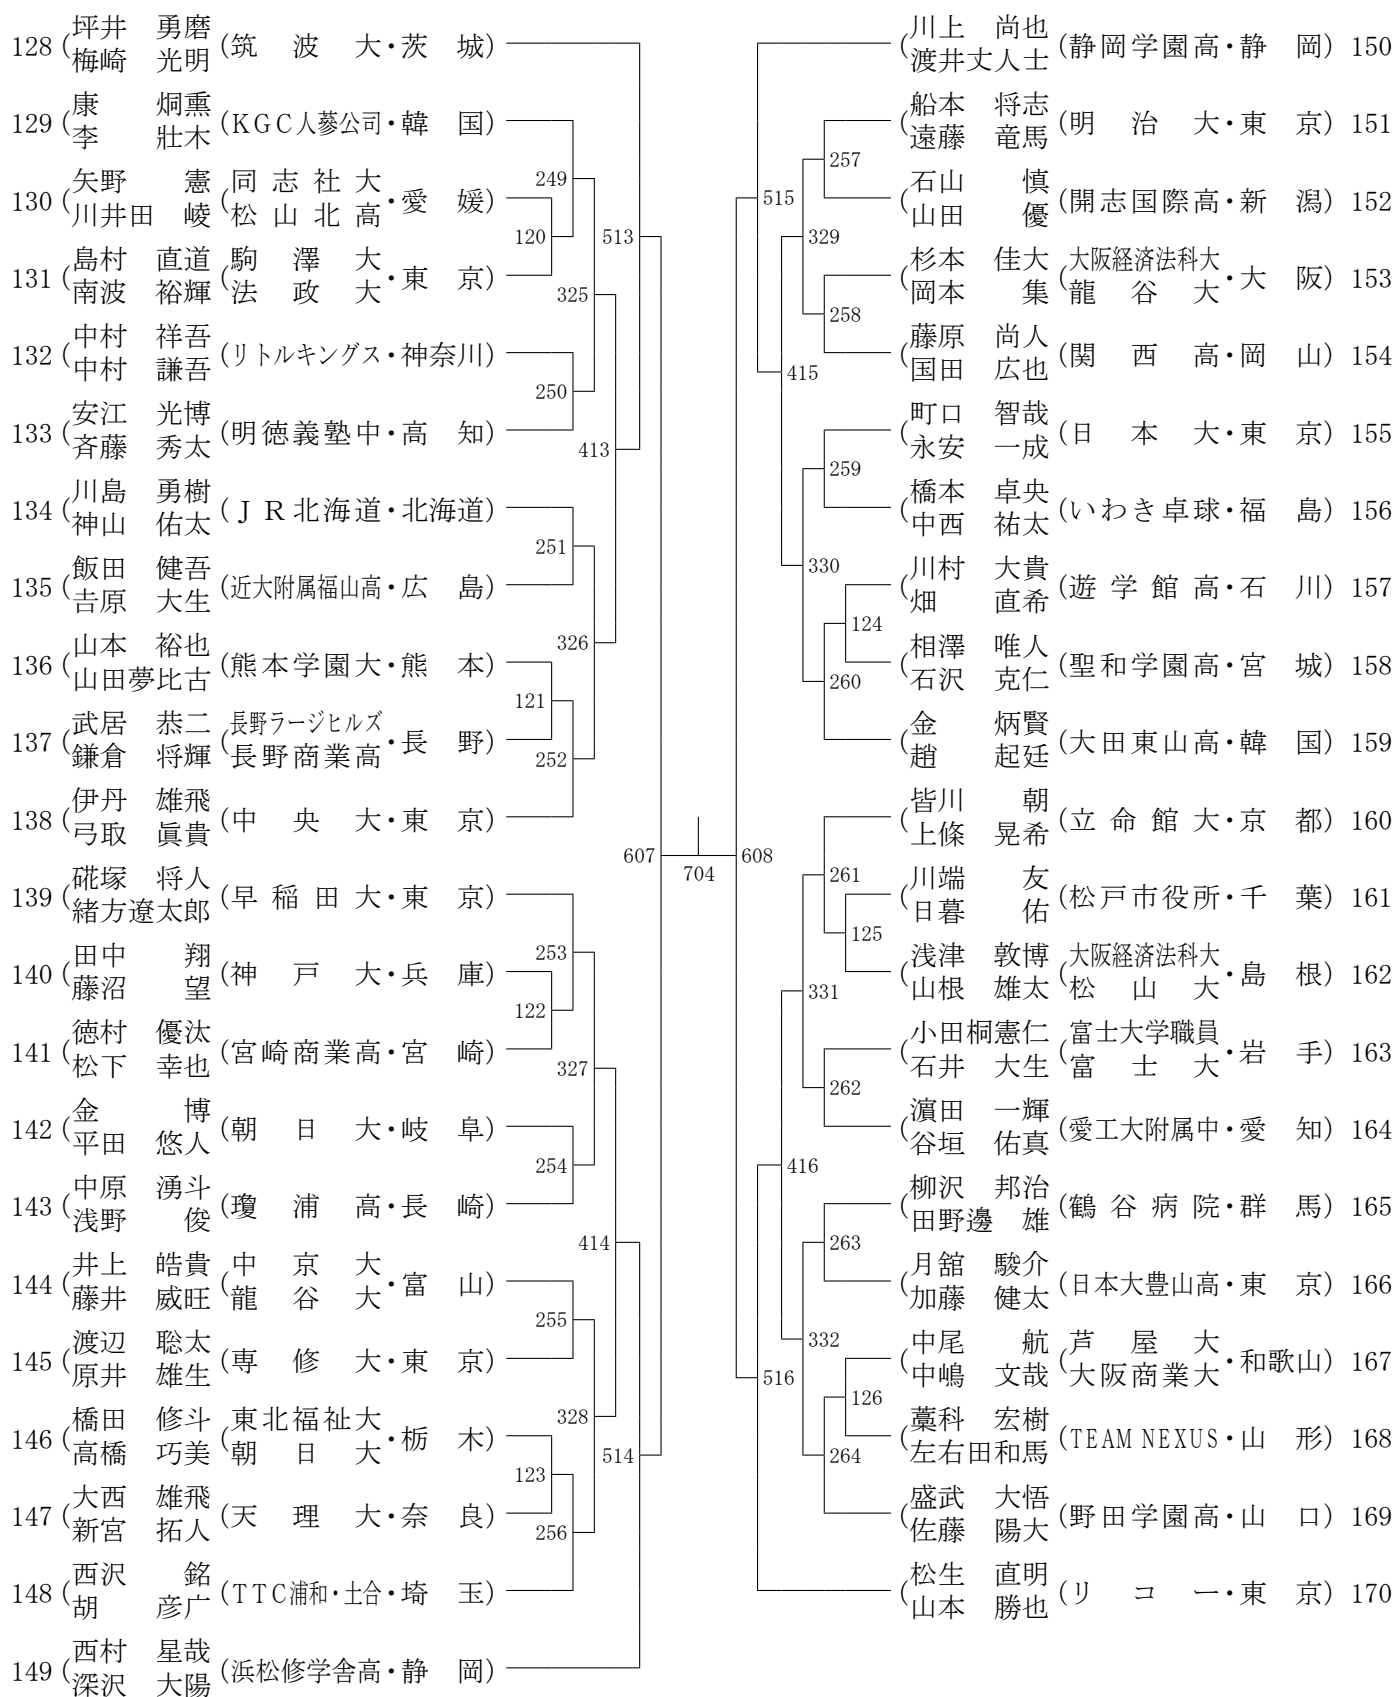 128 (坪井 勇磨 (筑波大・茨城)
梅崎 光明
129 (康 炯熏 (KGC人蔘公司・韓国)
李 壯木
130 (矢野 憲 (同志社大・愛媛)
川井田 崚 松山北高
131 (島村 直道 (駒澤大・東京)
南波 裕輝 法政大
132 (中村 祥吾 (リトルキングス・神奈川)
中村 謙吾
133 (安江 光博 (明徳義塾中・高知)
斉藤 秀太
134 (川島 勇樹 (JR北海道・北海道)
神山 佑太
135 (飯田 健吾 (近大附属福山高・広島)
𠮷原 大生
136 (山本 裕也 (熊本学園大・熊本)
山田夢比古
137 (武居 恭二 (長野ラージヒルズ・長野)
鎌倉 将輝 長野商業高
138 (伊丹 雄飛 (中央大・東京)
弓取 眞貴
139 (硴塚 将人 (早稲田大・東京)
緒方遼太郎
140 (田中 翔 (神戸大・兵庫)
藤沼 望
141 (徳村 優汰 (宮崎商業高・宮崎)
松下 幸也
142 (金 博 (朝日大・岐阜)
平田 悠人
143 (中原 湧斗 (瓊浦高・長崎)
浅野 俊
144 (井上 皓貴 (中京大・富山)
藤井 威旺 龍谷大
145 (渡辺 聡太 (専修大・東京)
原井 雄生
146 (橋田 修斗 (東北福祉大・栃木)
高橋 巧美 朝日大
147 (大西 雄飛 (天理大・奈良)
新宮 拓人
148 (西沢 銘 (TTC浦和・土合・埼玉)
胡 彦广
149 (西村 星哉 (浜松修学舎高・静岡)
深沢 大陽
249
120
325
250
513
413
251
326
121
252
607
253
122
327
254
414
255
328
123
256
514
704
608
515
257
329
258
415
259
330
124
260
261
125
331
262
416
263
332
516
126
264
(川上 尚也 (静岡学園高・静岡) 150
渡井丈人士
(船本 将志 (明治大・東京) 151
遠藤 竜馬
(石山 慎 (開志国際高・新潟) 152
山田 優
(杉本 佳大 (大阪経済法科大・大阪) 153
岡本 集 龍谷大
(藤原 尚人 (関西高・岡山) 154
国田 広也
(町口 智哉 (日本大・東京) 155
永安 一成
(橋本 卓央 (いわき卓球・福島) 156
中西 祐太
(川村 大貴 (遊学館高・石川) 157
畑 直希
(相澤 唯人 (聖和学園高・宮城) 158
石沢 克仁
(金 炳賢 (大田東山高・韓国) 159
趙 起廷
(皆川 朝 (立命館大・京都) 160
上條 晃希
(川端 友 (松戸市役所・千葉) 161
日暮 佑
(浅津 敦博 (大阪経済法科大・島根) 162
山根 雄太 松山大
(小田桐憲仁 (富士大学職員・岩手) 163
石井 大生 富士大
(濵田 一輝 (愛工大附属中・愛知) 164
谷垣 佑真
(柳沢 邦治 (鶴谷病院・群馬) 165
田野邊 雄
(月舘 駿介 (日本大豊山高・東京) 166
加藤 健太
(中尾 航 (芦屋大・和歌山) 167
中嶋 文哉 大阪商業大
(藁科 宏樹 (TEAM NEXUS・山形) 168
左右田和馬
(盛武 大悟 (野田学園高・山口) 169
佐藤 陽大
(松生 直明 (リコー・東京) 170
山本 勝也